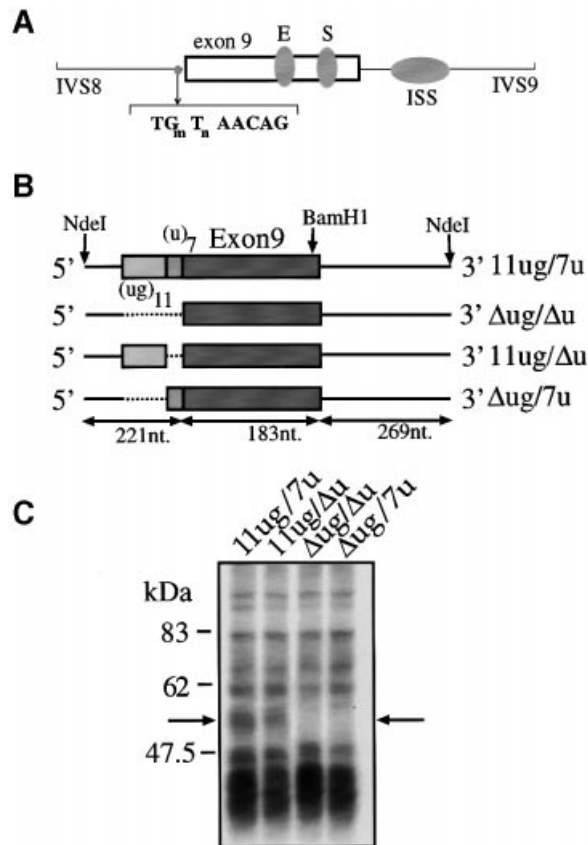 A
exon 9 E S
IVS8 ISS IVS9
TGm Tn AACAG
B
NdeI (u)7 Exon9 BamH1 NdeI
5' 3' 11ug/7u
(ug)11
5' 3' Δug/Δu
5' 3' 11ug/Δu
5' 3' Δug/7u
221nt. 183nt. 269nt.
C
11ug/7u 11ug/Δu Δug/Δu Δug/7u
kDa
83
62
47.5